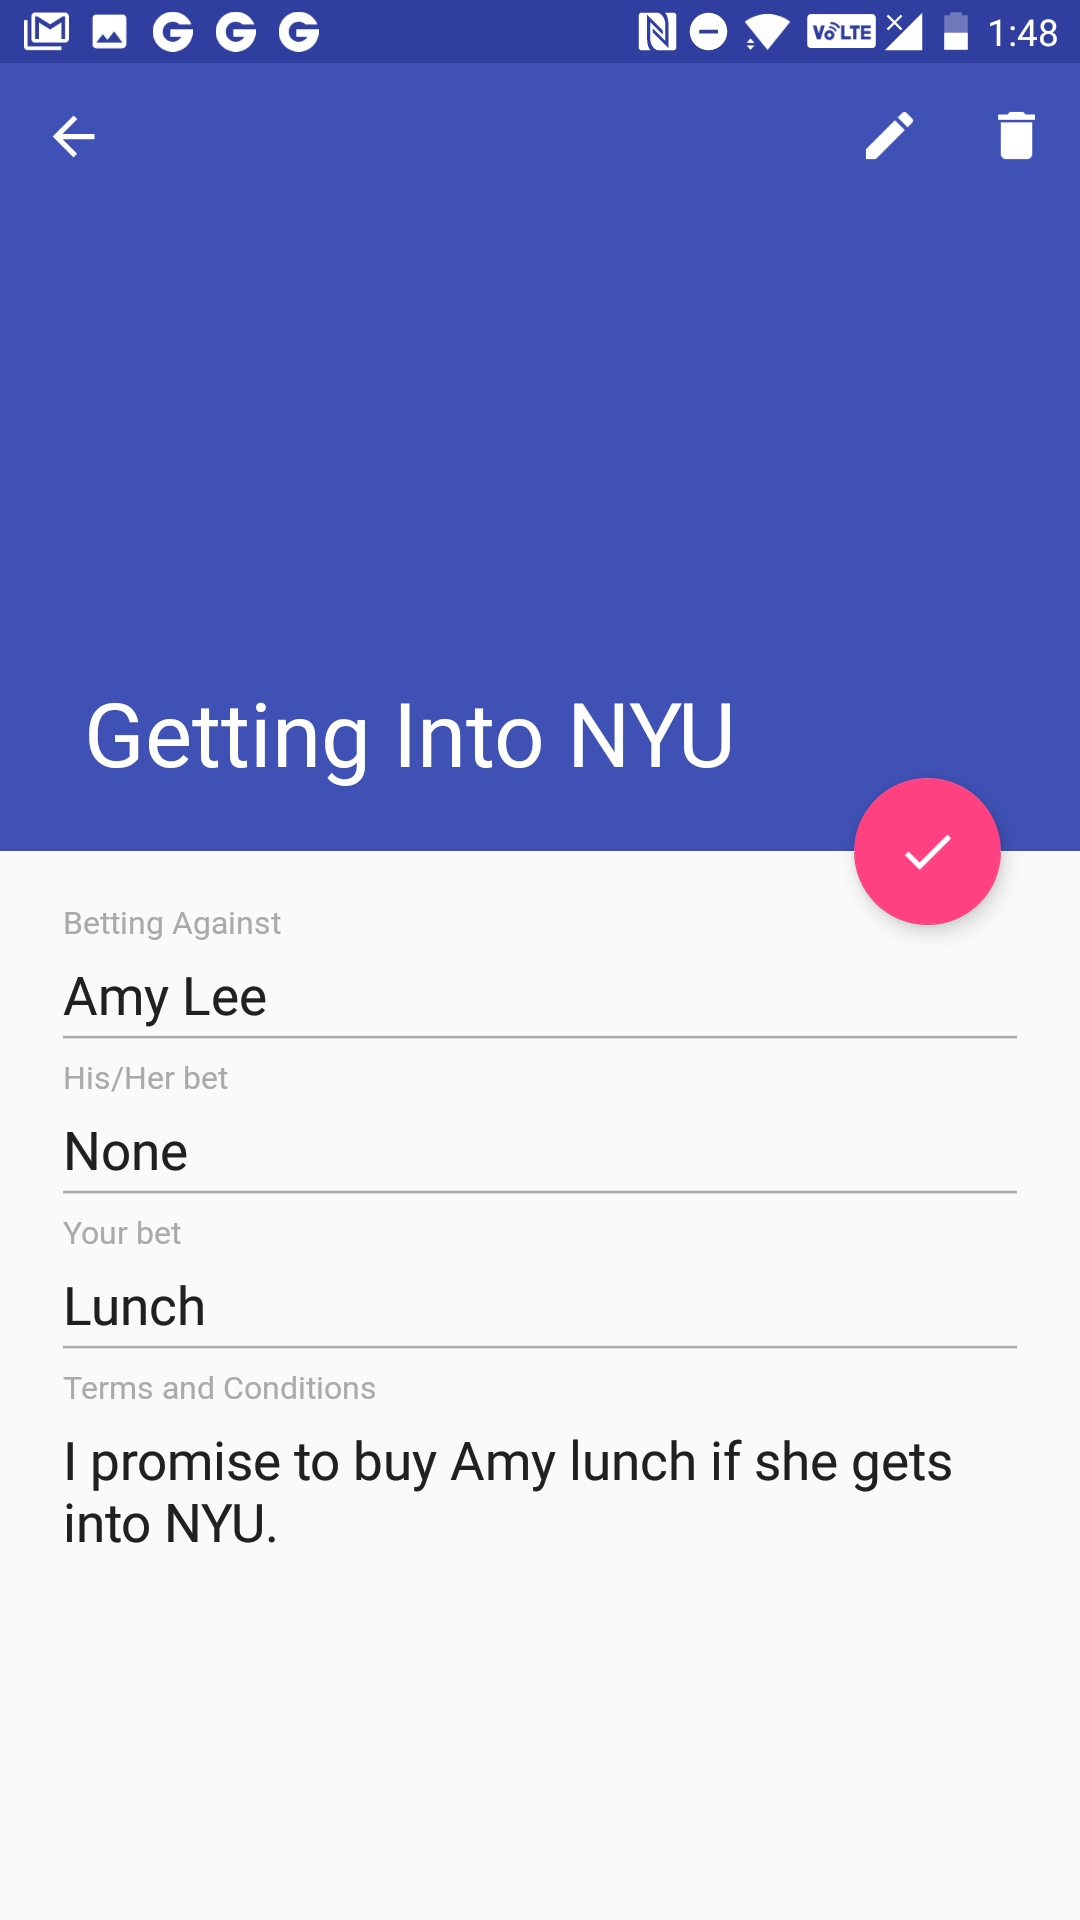 VoLTE 1:48
Getting Into NYU
Betting Against
Amy Lee
His/Her bet
None
Your bet
Lunch
Terms and Conditions
I promise to buy Amy lunch if she gets
into NYU.